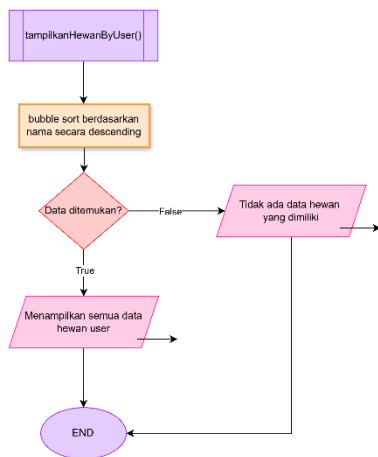 tampilkanHewanByUser()
bubble sort berdasarkan
nama secara descending
Data ditemukan?
False
Tidak ada data hewan
yang dimiliki
True
Menampilkan semua data
hewan user
END